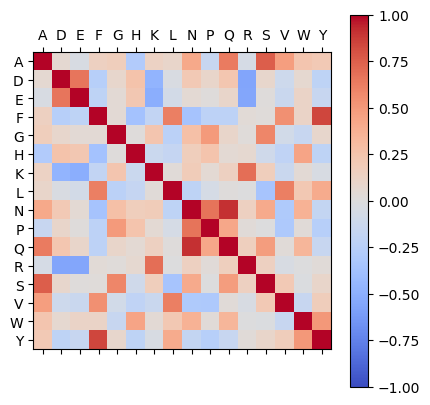 A D E F G H K L N P Q R S V W Y
A
D
E
F
G
H
K
L
N
P
Q
R
S
V
W
Y
1.00
0.75
0.50
0.25
0.00
−0.25
−0.50
−0.75
−1.00